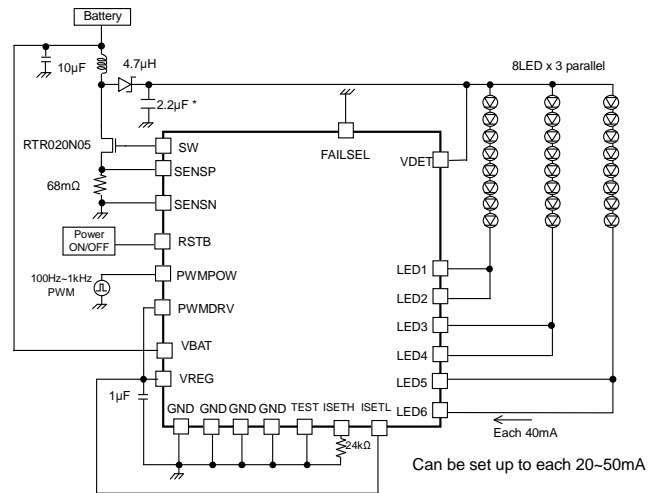 Battery
10μF
4.7μH
2.2μF *
8LED x 3 parallel
RTR020N05
SW
FAILSEL
VDET
SENSP
68mΩ
SENSN
Power
ON/OFF
RSTB
LED1
100Hz~1kHz
PWM
PWMPOW
LED2
PWMDRV
LED3
VBAT
LED4
VREG
LED5
1μF
GND
GND
GND
GND
TEST
ISETH
ISETL
LED6
24kΩ
Each 40mA
Can be set up to each 20~50mA